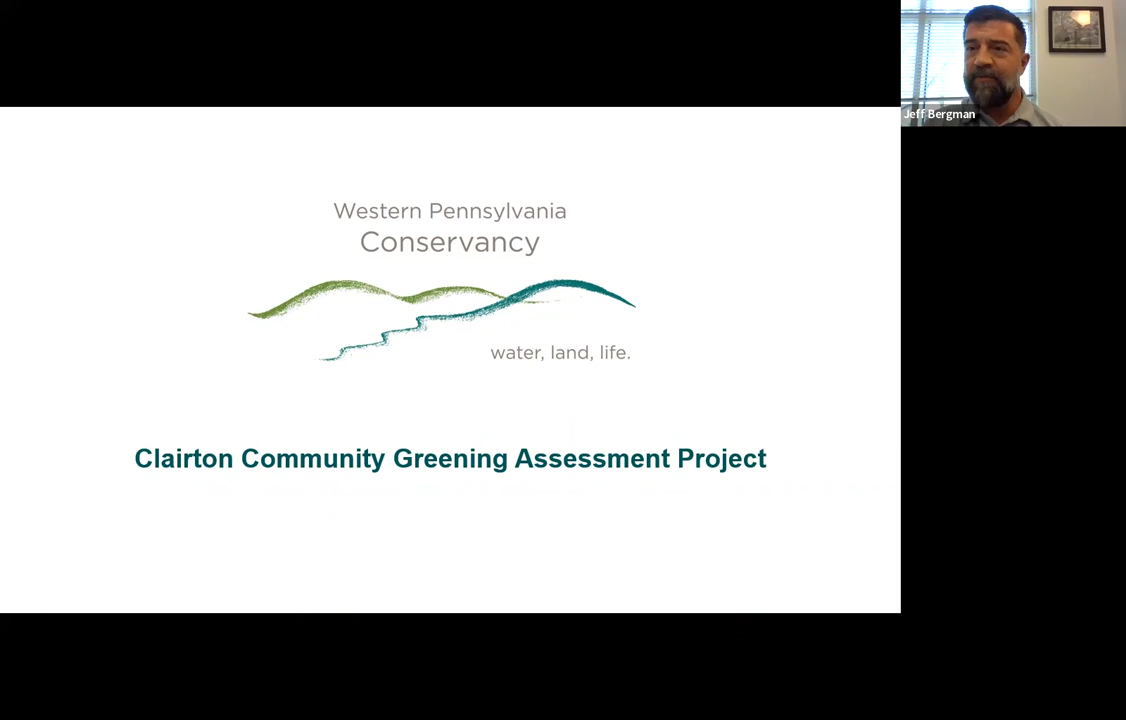 Jeff Bergman
Western Pennsylvania
Conservancy
water, land, life.
Clairton Community Greening Assessment Project